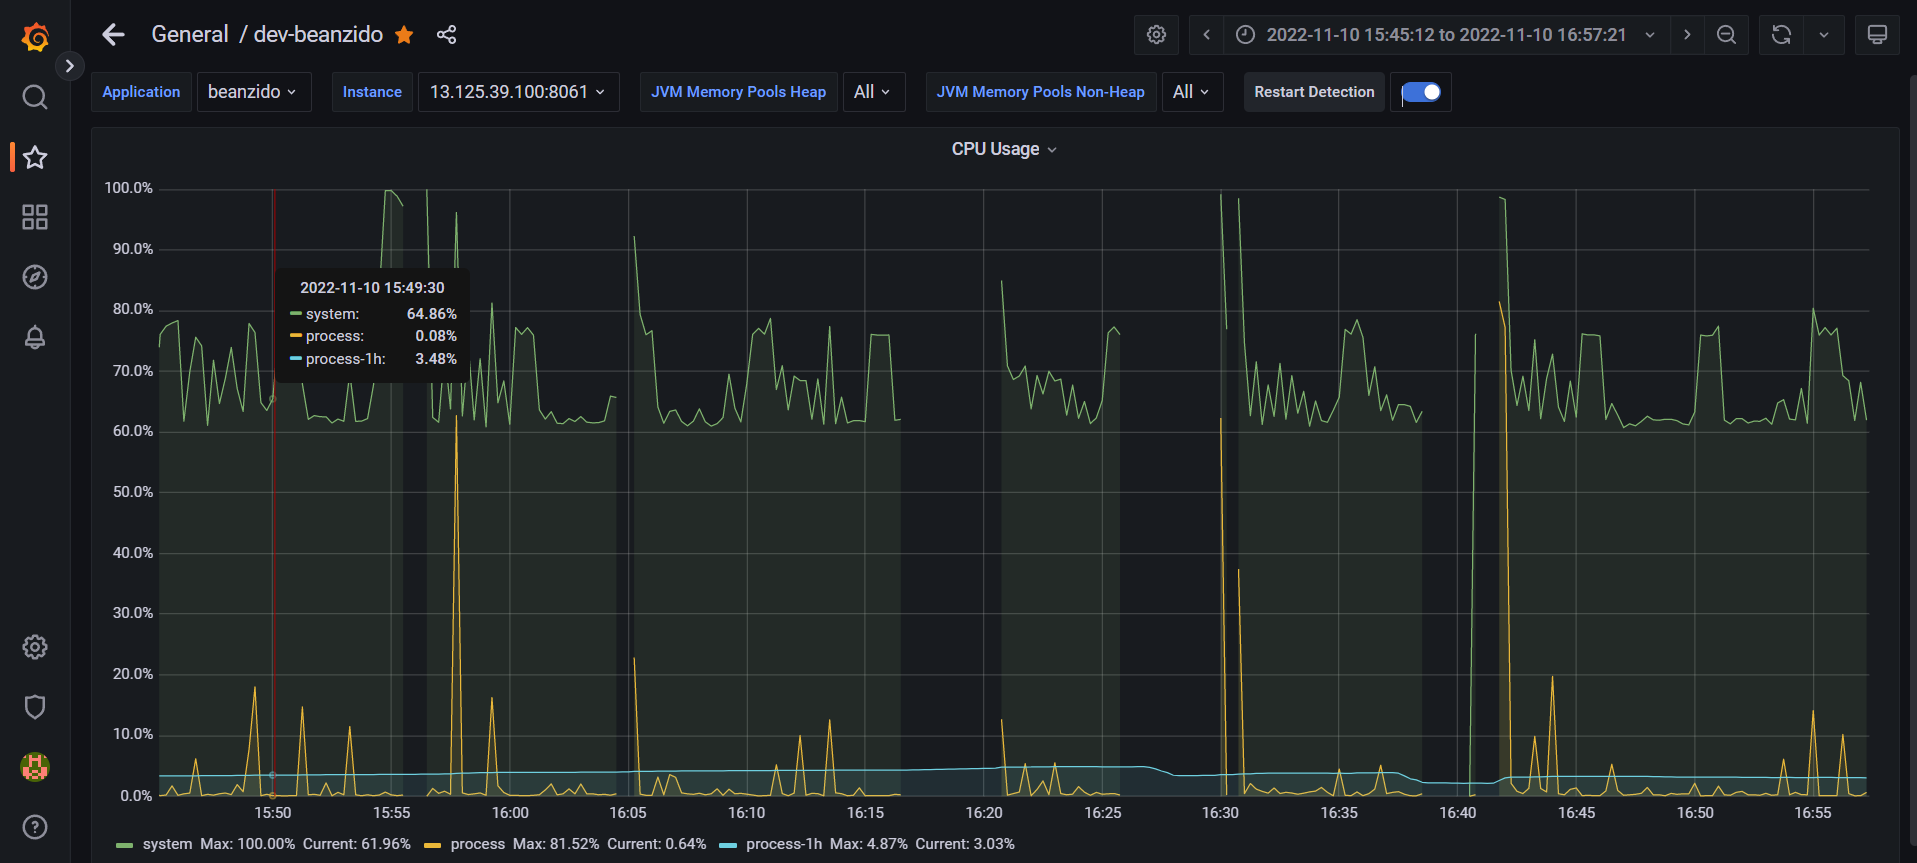 General / dev-beanzido
2022-11-10 15:45:12 to 2022-11-10 16:57:21
Application beanzido Instance 13.125.39.100:8061 JVM Memory Pools Heap All JVM Memory Pools Non-Heap All Restart Detection
CPU Usage
100.0%
90.0%
80.0%
70.0%
60.0%
50.0%
40.0%
30.0%
20.0%
10.0%
0.0%
2022-11-10 15:49:30
system: 64.86%
process: 0.08%
process-1h: 3.48%
15:50 15:55 16:00 16:05 16:10 16:15 16:20 16:25 16:30 16:35 16:40 16:45 16:50 16:55
system Max: 100.00% Current: 61.96% process Max: 81.52% Current: 0.64% process-1h Max: 4.87% Current: 3.03%